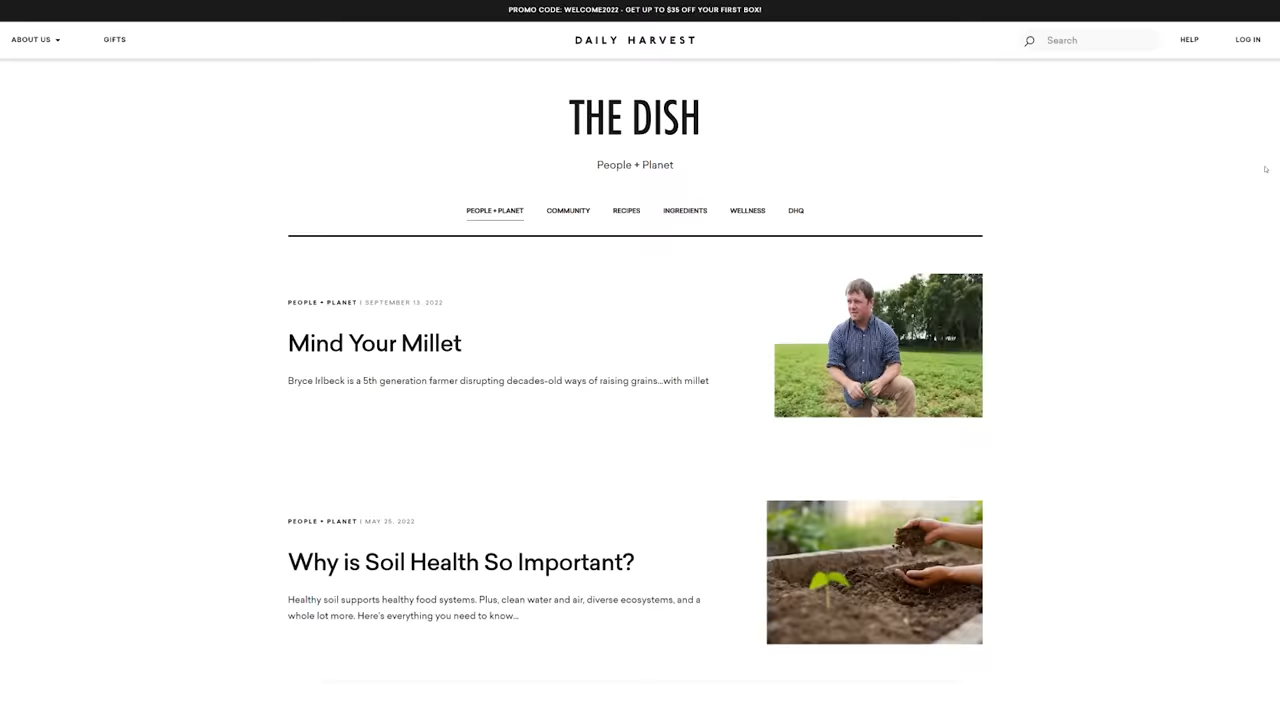 PROMO CODE: WELCOME2022 - GET UP TO $35 OFF YOUR FIRST BOX!
ABOUT US GIFTS DAILY HARVEST Search HELP LOG IN
THE DISH
People + Planet
PEOPLE + PLANET COMMUNITY RECIPES INGREDIENTS WELLNESS DHQ
PEOPLE + PLANET | SEPTEMBER 13, 2022
Mind Your Millet
Bryce Irlbeck is a 5th generation farmer disrupting decades-old ways of raising grains...with millet
PEOPLE + PLANET | MAY 25, 2022
Why is Soil Health So Important?
Healthy soil supports healthy food systems. Plus, clean water and air, diverse ecosystems, and a
whole lot more. Here's everything you need to know...